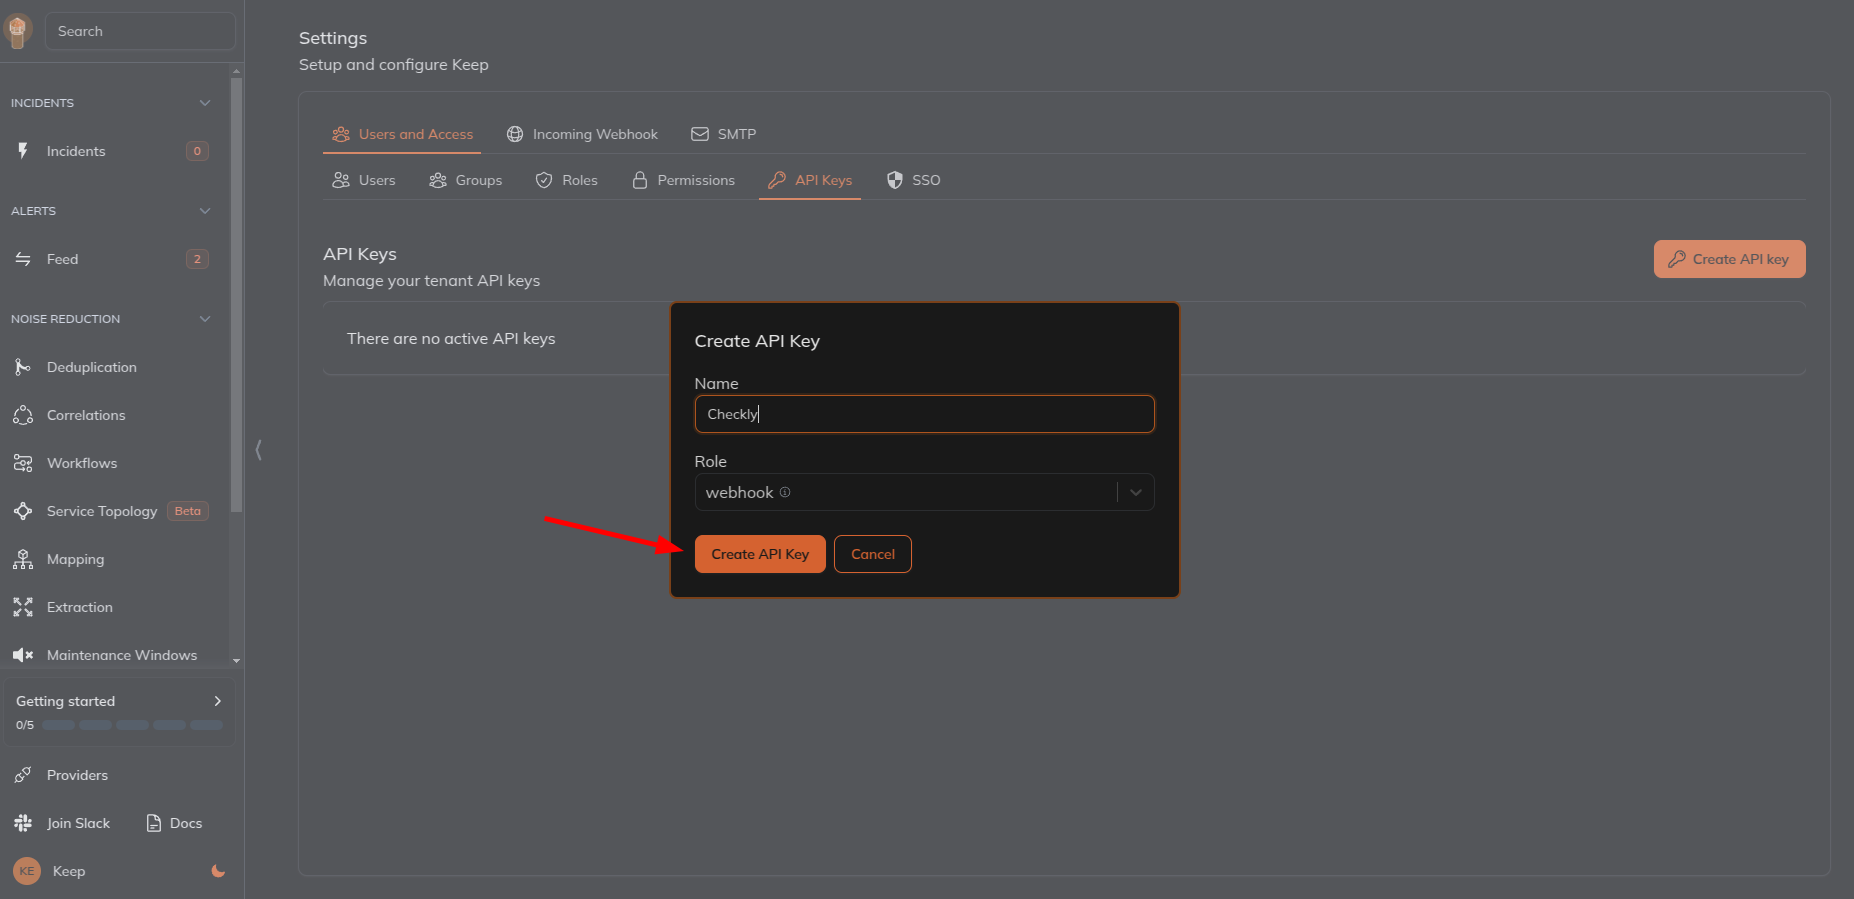 Search
INCIDENTS
Incidents 0
ALERTS
Feed 2
NOISE REDUCTION
Deduplication
Correlations
Workflows
Service Topology Beta
Mapping
Extraction
Maintenance Windows
Getting started
0/5
Providers
Join Slack Docs
KE Keep
Settings
Setup and configure Keep
Users and Access Incoming Webhook SMTP
Users Groups Roles Permissions API Keys SSO
API Keys
Manage your tenant API keys
Create API key
There are no active API keys
Create API Key
Name
Checkly
Role
webhook
Create API Key Cancel